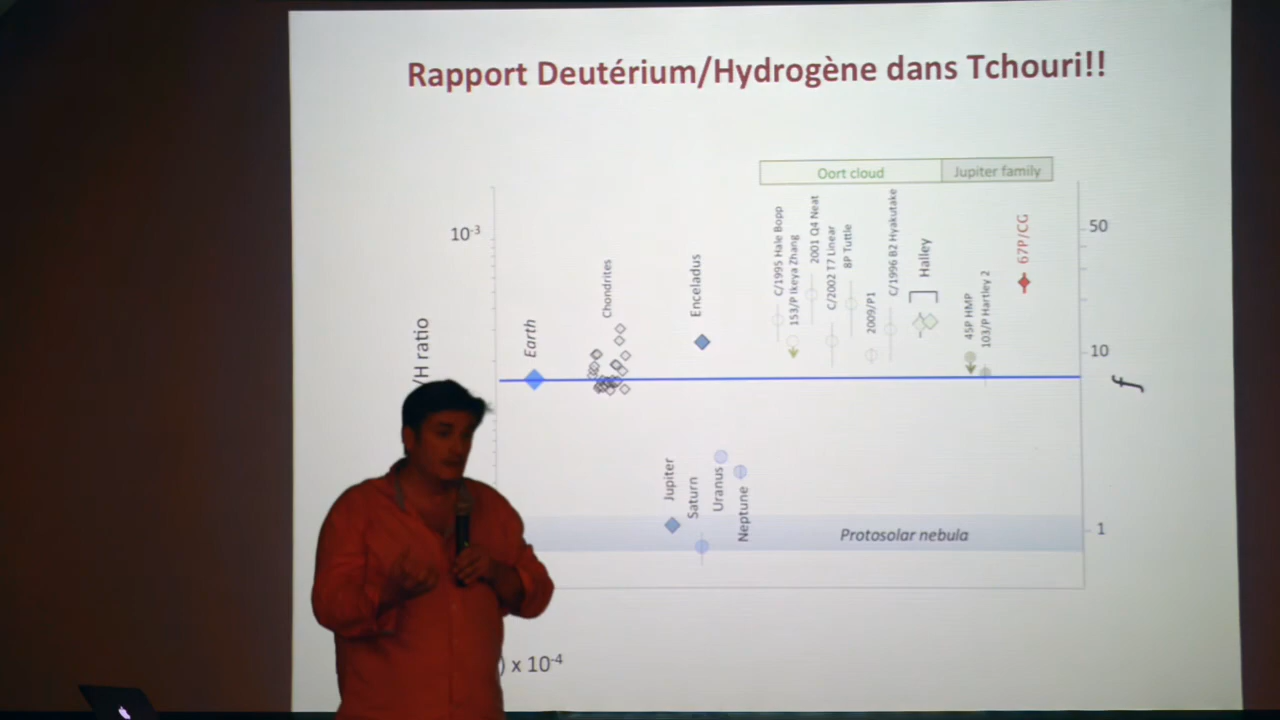 Rapport Deutérium/Hydrogène dans Tchouri!!
Oort cloud
Jupiter family
10-3
/H ratio
Earth
Chondrites
Enceladus
C/1995 Hale Bopp
153/P Ikeya Zhang
2001 Q4 Neat
C/2002 T7 Linear
8P Tuttle
2009/P1
C/1996 B2 Hyakutake
Halley
45P HMP
103/P Hartley 2
67P/CG
50
10
f
1
Jupiter
Saturn
Uranus
Neptune
Protosolar nebula
) x 10-4